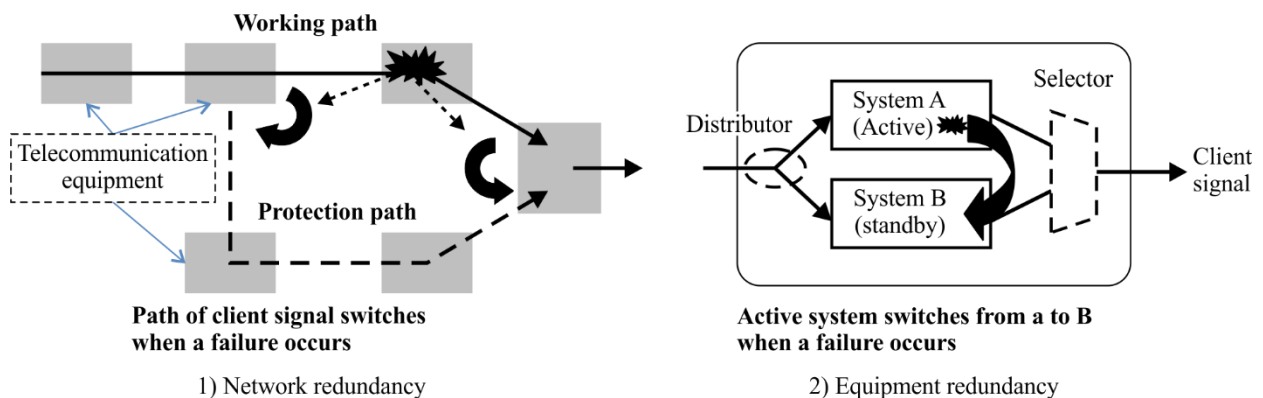 Working path
Telecommunication
equipment
Protection path
Path of client signal switches
when a failure occurs
1) Network redundancy
Distributor
System A
(Active)
System B
(standby)
Selector
Client
signal
Active system switches from a to B
when a failure occurs
2) Equipment redundancy